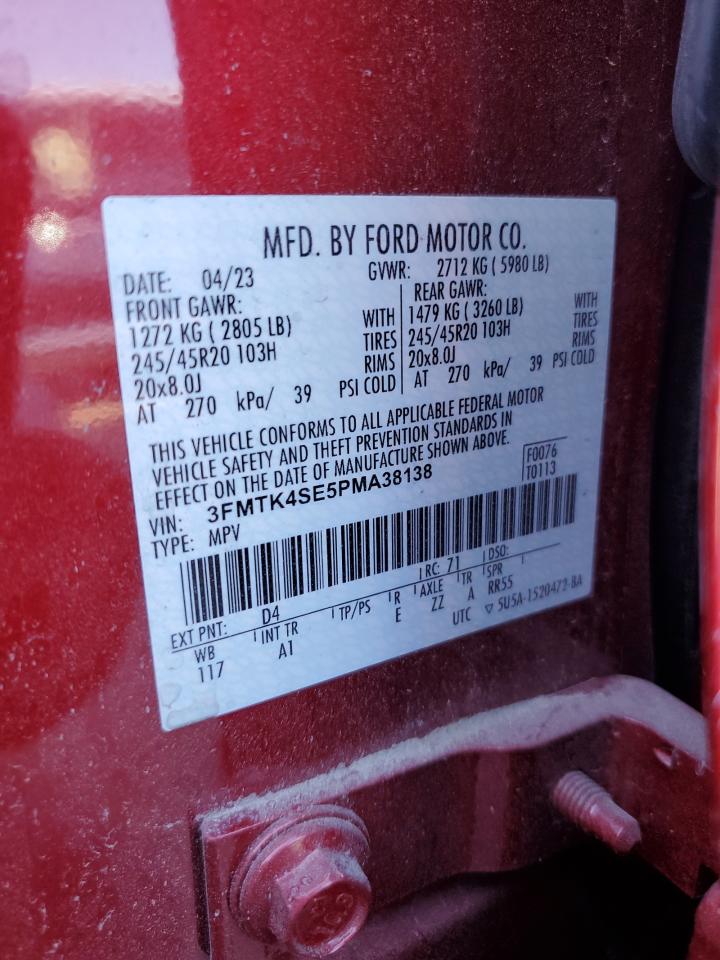 MFD. BY FORD MOTOR CO.
DATE: 04/23 GVWR: 2712 KG ( 5980 LB)
FRONT GAWR: REAR GAWR:
1272 KG ( 2805 LB) WITH 1479 KG ( 3260 LB) WITH
245/45R20 103H TIRES 245/45R20 103H TIRES
20x8.0J RIMS 20x8.0J RIMS
AT 270 kPa/ 39 PSI COLD AT 270 kPa/ 39 PSI COLD
THIS VEHICLE CONFORMS TO ALL APPLICABLE FEDERAL MOTOR
VEHICLE SAFETY AND THEFT PREVENTION STANDARDS IN
EFFECT ON THE DATE OF MANUFACTURE SHOWN ABOVE.
F0076
VIN: 3FMTK4SE5PMA38138 T0113
TYPE: MPV
EXT PNT: D4 RC: 71 DSO:
WB INT TR TP/PS R AXLE TR SPR
117 A1 E ZZ A RR55
UTC ▽ 5U5A-1520472-BA